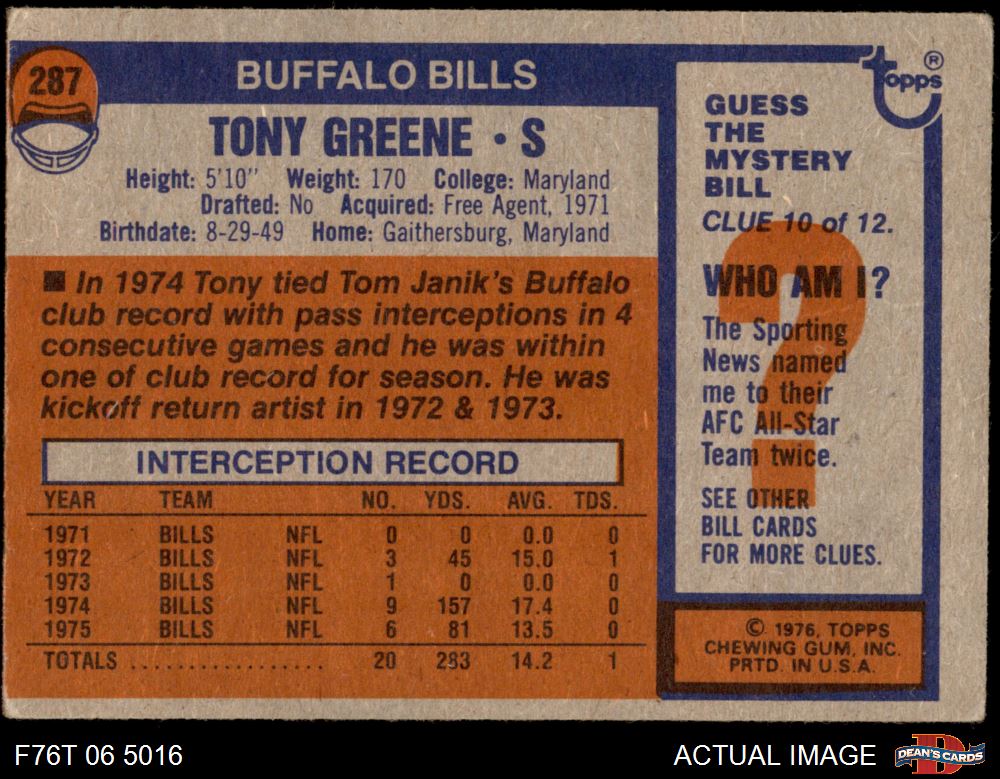 287
BUFFALO BILLS
TONY GREENE • S
Height: 5'10" Weight: 170 College: Maryland
Drafted: No Acquired: Free Agent, 1971
Birthdate: 8-29-49 Home: Gaithersburg, Maryland
■ In 1974 Tony tied Tom Janik's Buffalo
club record with pass interceptions in 4
consecutive games and he was within
one of club record for season. He was
kickoff return artist in 1972 & 1973.
INTERCEPTION RECORD
YEAR TEAM NO. YDS. AVG. TDS.
1971 BILLS NFL 0 0 0.0 0
1972 BILLS NFL 3 45 15.0 1
1973 BILLS NFL 1 0 0.0 0
1974 BILLS NFL 9 157 17.4 0
1975 BILLS NFL 6 81 13.5 0
TOTALS .................. 20 283 14.2 1
topps ®
GUESS
THE
MYSTERY
BILL
CLUE 10 of 12.
?
WHO AM I?
The Sporting
News named
me to their
AFC All-Star
Team twice.
SEE OTHER
BILL CARDS
FOR MORE CLUES.
© 1976, TOPPS
CHEWING GUM, INC.
PRTD. IN U.S.A.
F76T 06 5016
ACTUAL IMAGE
D
DEAN'S CARDS